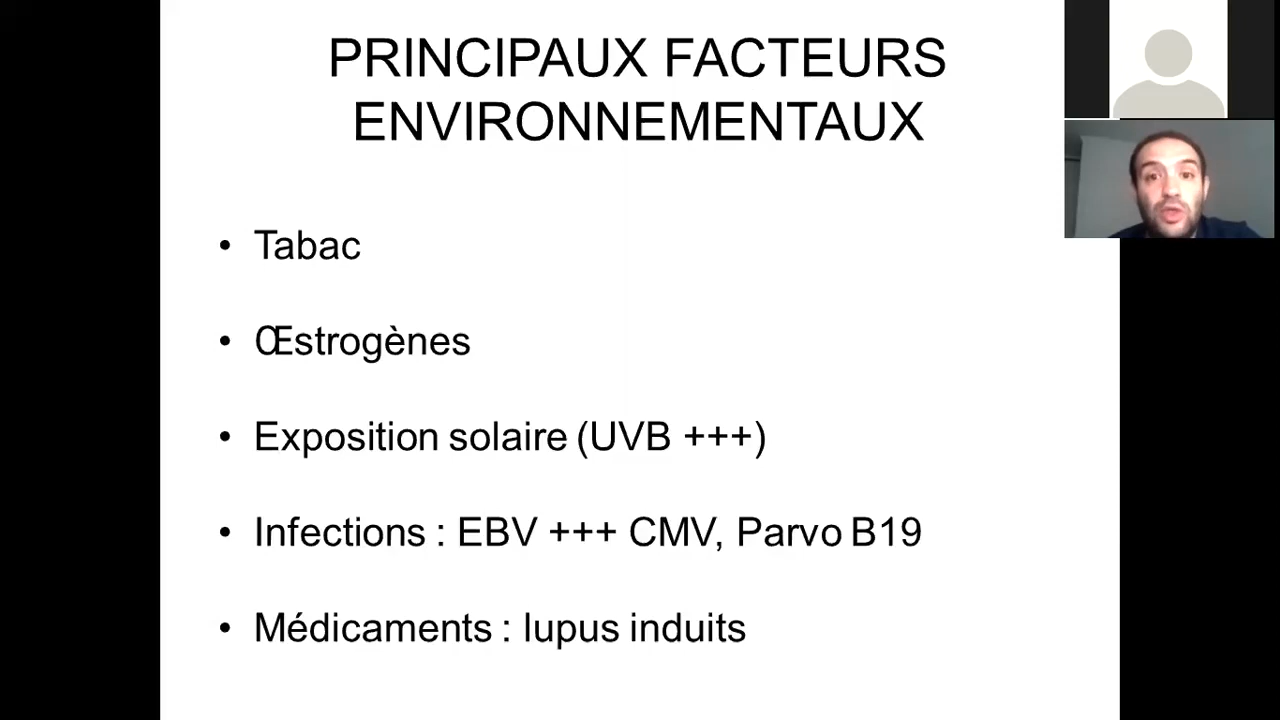 PRINCIPAUX FACTEURS
ENVIRONNEMENTAUX
• Tabac
• Œstrogènes
• Exposition solaire (UVB +++)
• Infections : EBV +++ CMV, Parvo B19
• Médicaments : lupus induits